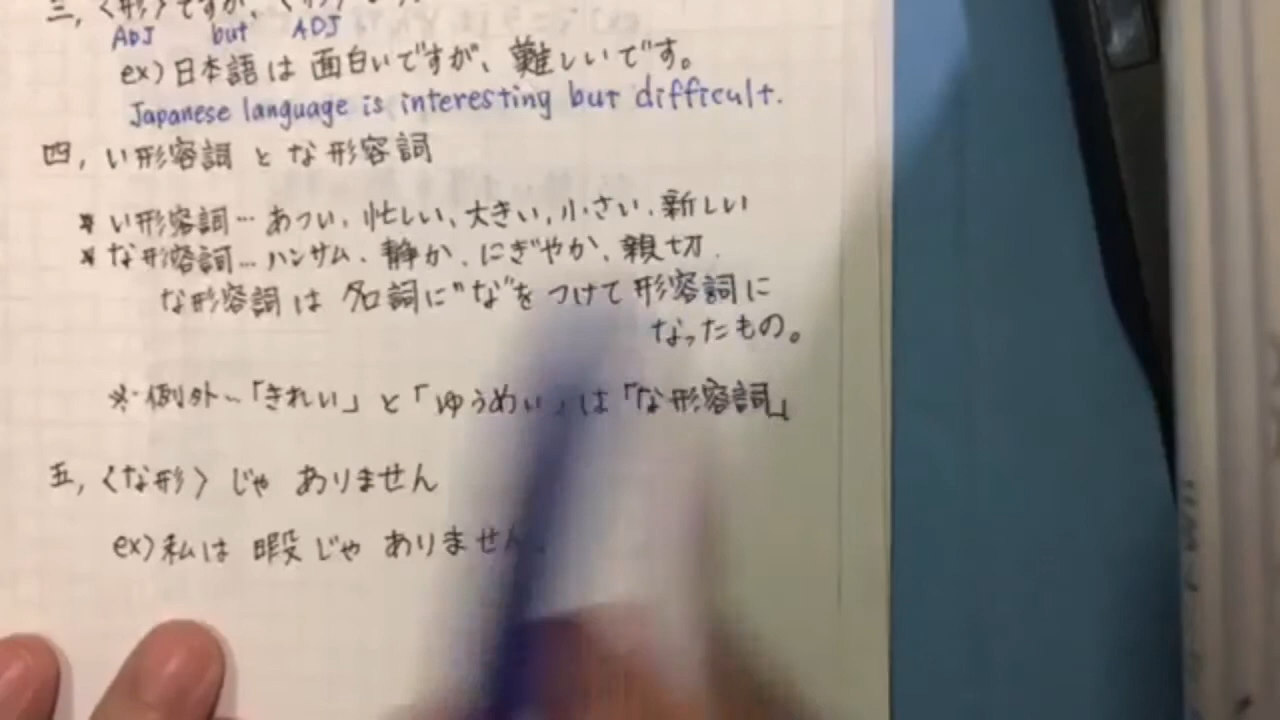 三,〈形〉ですが、
ADJ but ADJ
ex)日本語は 面白いですが、難しいです。
Japanese language is interesting but difficult.
四, い形容詞 と な形容詞
* い形容詞… あつい、忙しい、大きい、小さい、新しい
* な形容詞… ハンサム、静か、にぎやか、親切、
な形容詞は 名詞に"な"を つけて 形容詞に
なったもの。
※ 例外~「きれい」と「ゆうめい」は「な形容詞」
五,〈な形〉じゃ ありません
ex)私は 暇じゃ ありません。